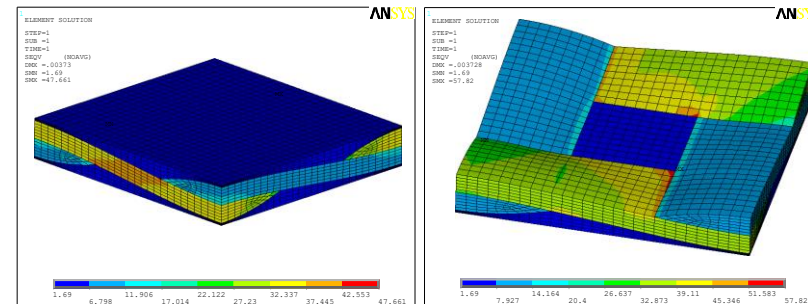 1
ANSYS
ELEMENT SOLUTION
STEP=1
SUB =1
TIME=1
SEQV (NOAVG)
DMX =.00373
SMN =1.69
SMX =47.661
1.69 11.906 22.122 32.337 42.553
6.798 17.014 27.23 37.445 47.661
1
ANSYS
ELEMENT SOLUTION
STEP=1
SUB =1
TIME=1
SEQV (NOAVG)
DMX =.003728
SMN =1.69
SMX =57.82
1.69 14.164 26.637 39.11 51.583
7.927 20.4 32.873 45.346 57.82